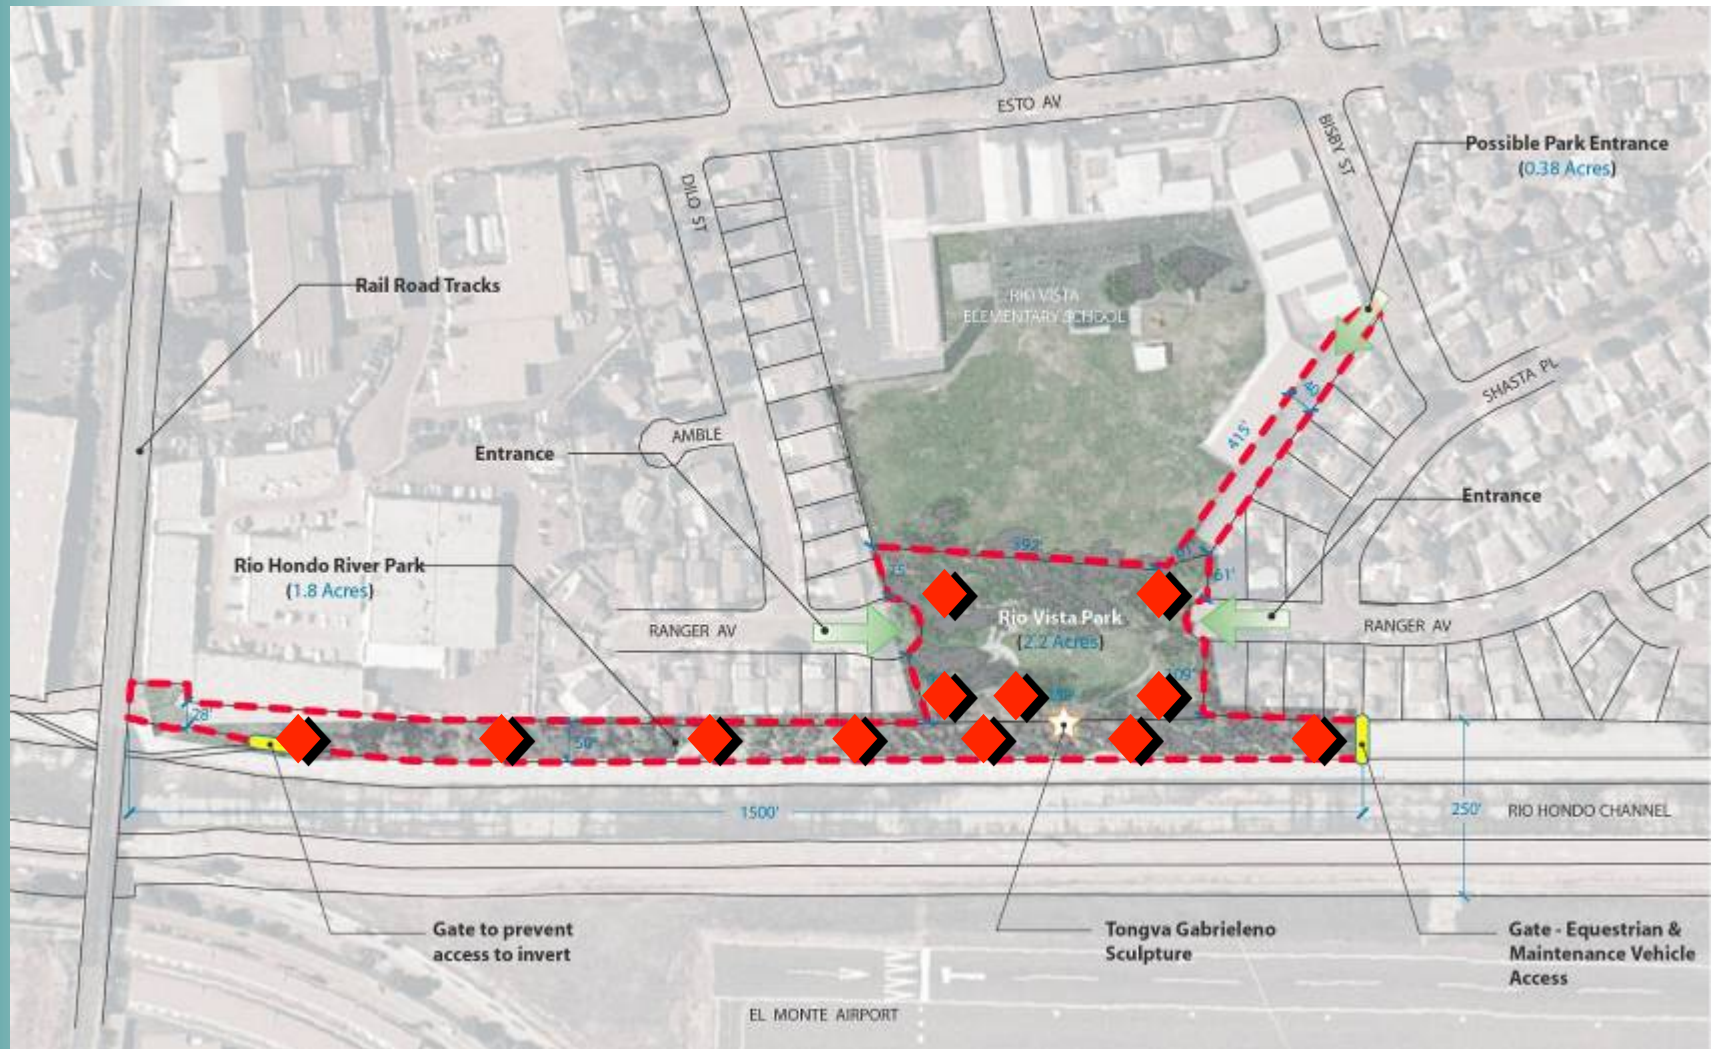 ESTO AV
BISBY ST
Possible Park Entrance
(0.38 Acres)
DILO ST
Rail Road Tracks
RIO VISTA
ELEMENTARY SCHOOL
SHASTA PL
40'
415'
AMBLE
Entrance
Entrance
392'
61'
Rio Hondo River Park
(1.8 Acres)
Rio Vista Park
(2.2 Acres)
RANGER AV
RANGER AV
28'
50'
1500'
250'
RIO HONDO CHANNEL
Gate to prevent
access to invert
Tongva Gabrieleno
Sculpture
Gate - Equestrian &
Maintenance Vehicle
Access
EL MONTE AIRPORT